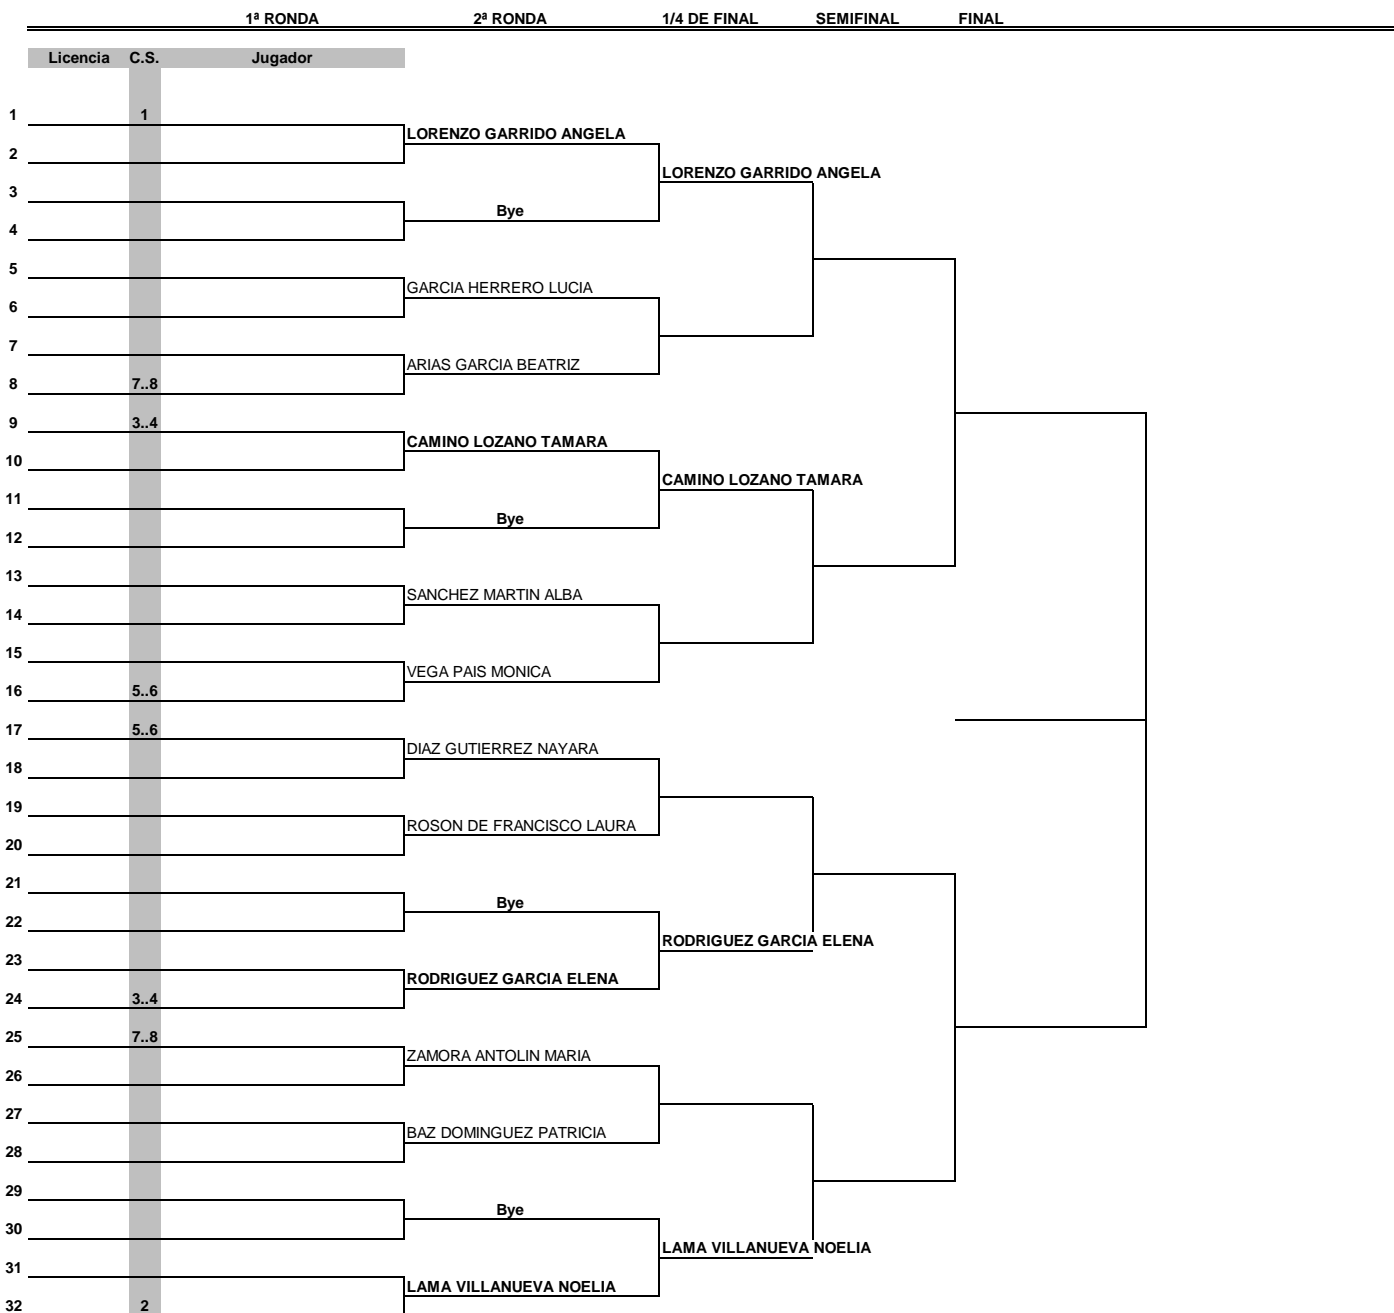 1ª RONDA 2ª RONDA 1/4 DE FINAL SEMIFINAL FINAL
Licencia C.S. Jugador
1 1
LORENZO GARRIDO ANGELA
2
LORENZO GARRIDO ANGELA
3
Bye
4
5
GARCIA HERRERO LUCIA
6
7
ARIAS GARCIA BEATRIZ
8 7..8
9 3..4
CAMINO LOZANO TAMARA
10
CAMINO LOZANO TAMARA
11
Bye
12
13
SANCHEZ MARTIN ALBA
14
15
VEGA PAIS MONICA
16 5..6
17 5..6
DIAZ GUTIERREZ NAYARA
18
19
ROSON DE FRANCISCO LAURA
20
21
Bye
22
RODRIGUEZ GARCIA ELENA
23
RODRIGUEZ GARCIA ELENA
24 3..4
25 7..8
ZAMORA ANTOLIN MARIA
26
27
BAZ DOMINGUEZ PATRICIA
28
29
Bye
30
LAMA VILLANUEVA NOELIA
31
LAMA VILLANUEVA NOELIA
32 2